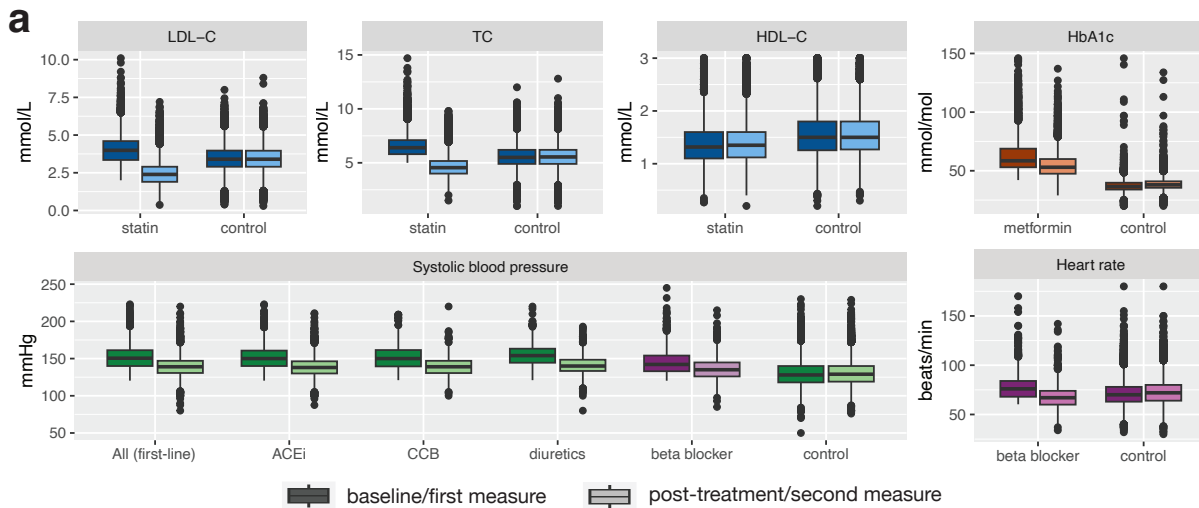 a
LDL−C
TC
HDL−C
HbA1c
mmol/L
10.0
7.5
5.0
2.5
0.0
statin control
mmol/L
15
10
5
statin control
mmol/L
3
2
1
statin control
mmol/mol
150
100
50
metformin control
Systolic blood pressure
mmHg
250
200
150
100
50
All (first−line) ACEi CCB diuretics beta blocker control
Heart rate
beats/min
175
150
125
100
75
50
beta blocker control
baseline/first measure post-treatment/second measure